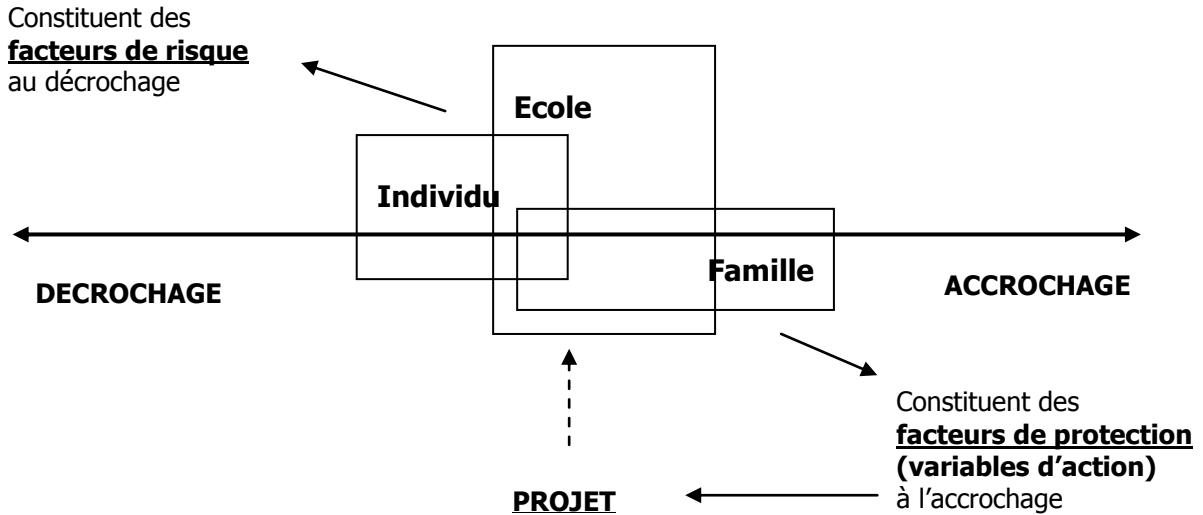 Constituent des
facteurs de risque
au décrochage
Ecole
Individu
Famille
DECROCHAGE
ACCROCHAGE
Constituent des
facteurs de protection
(variables d’action)
à l’accrochage
PROJET